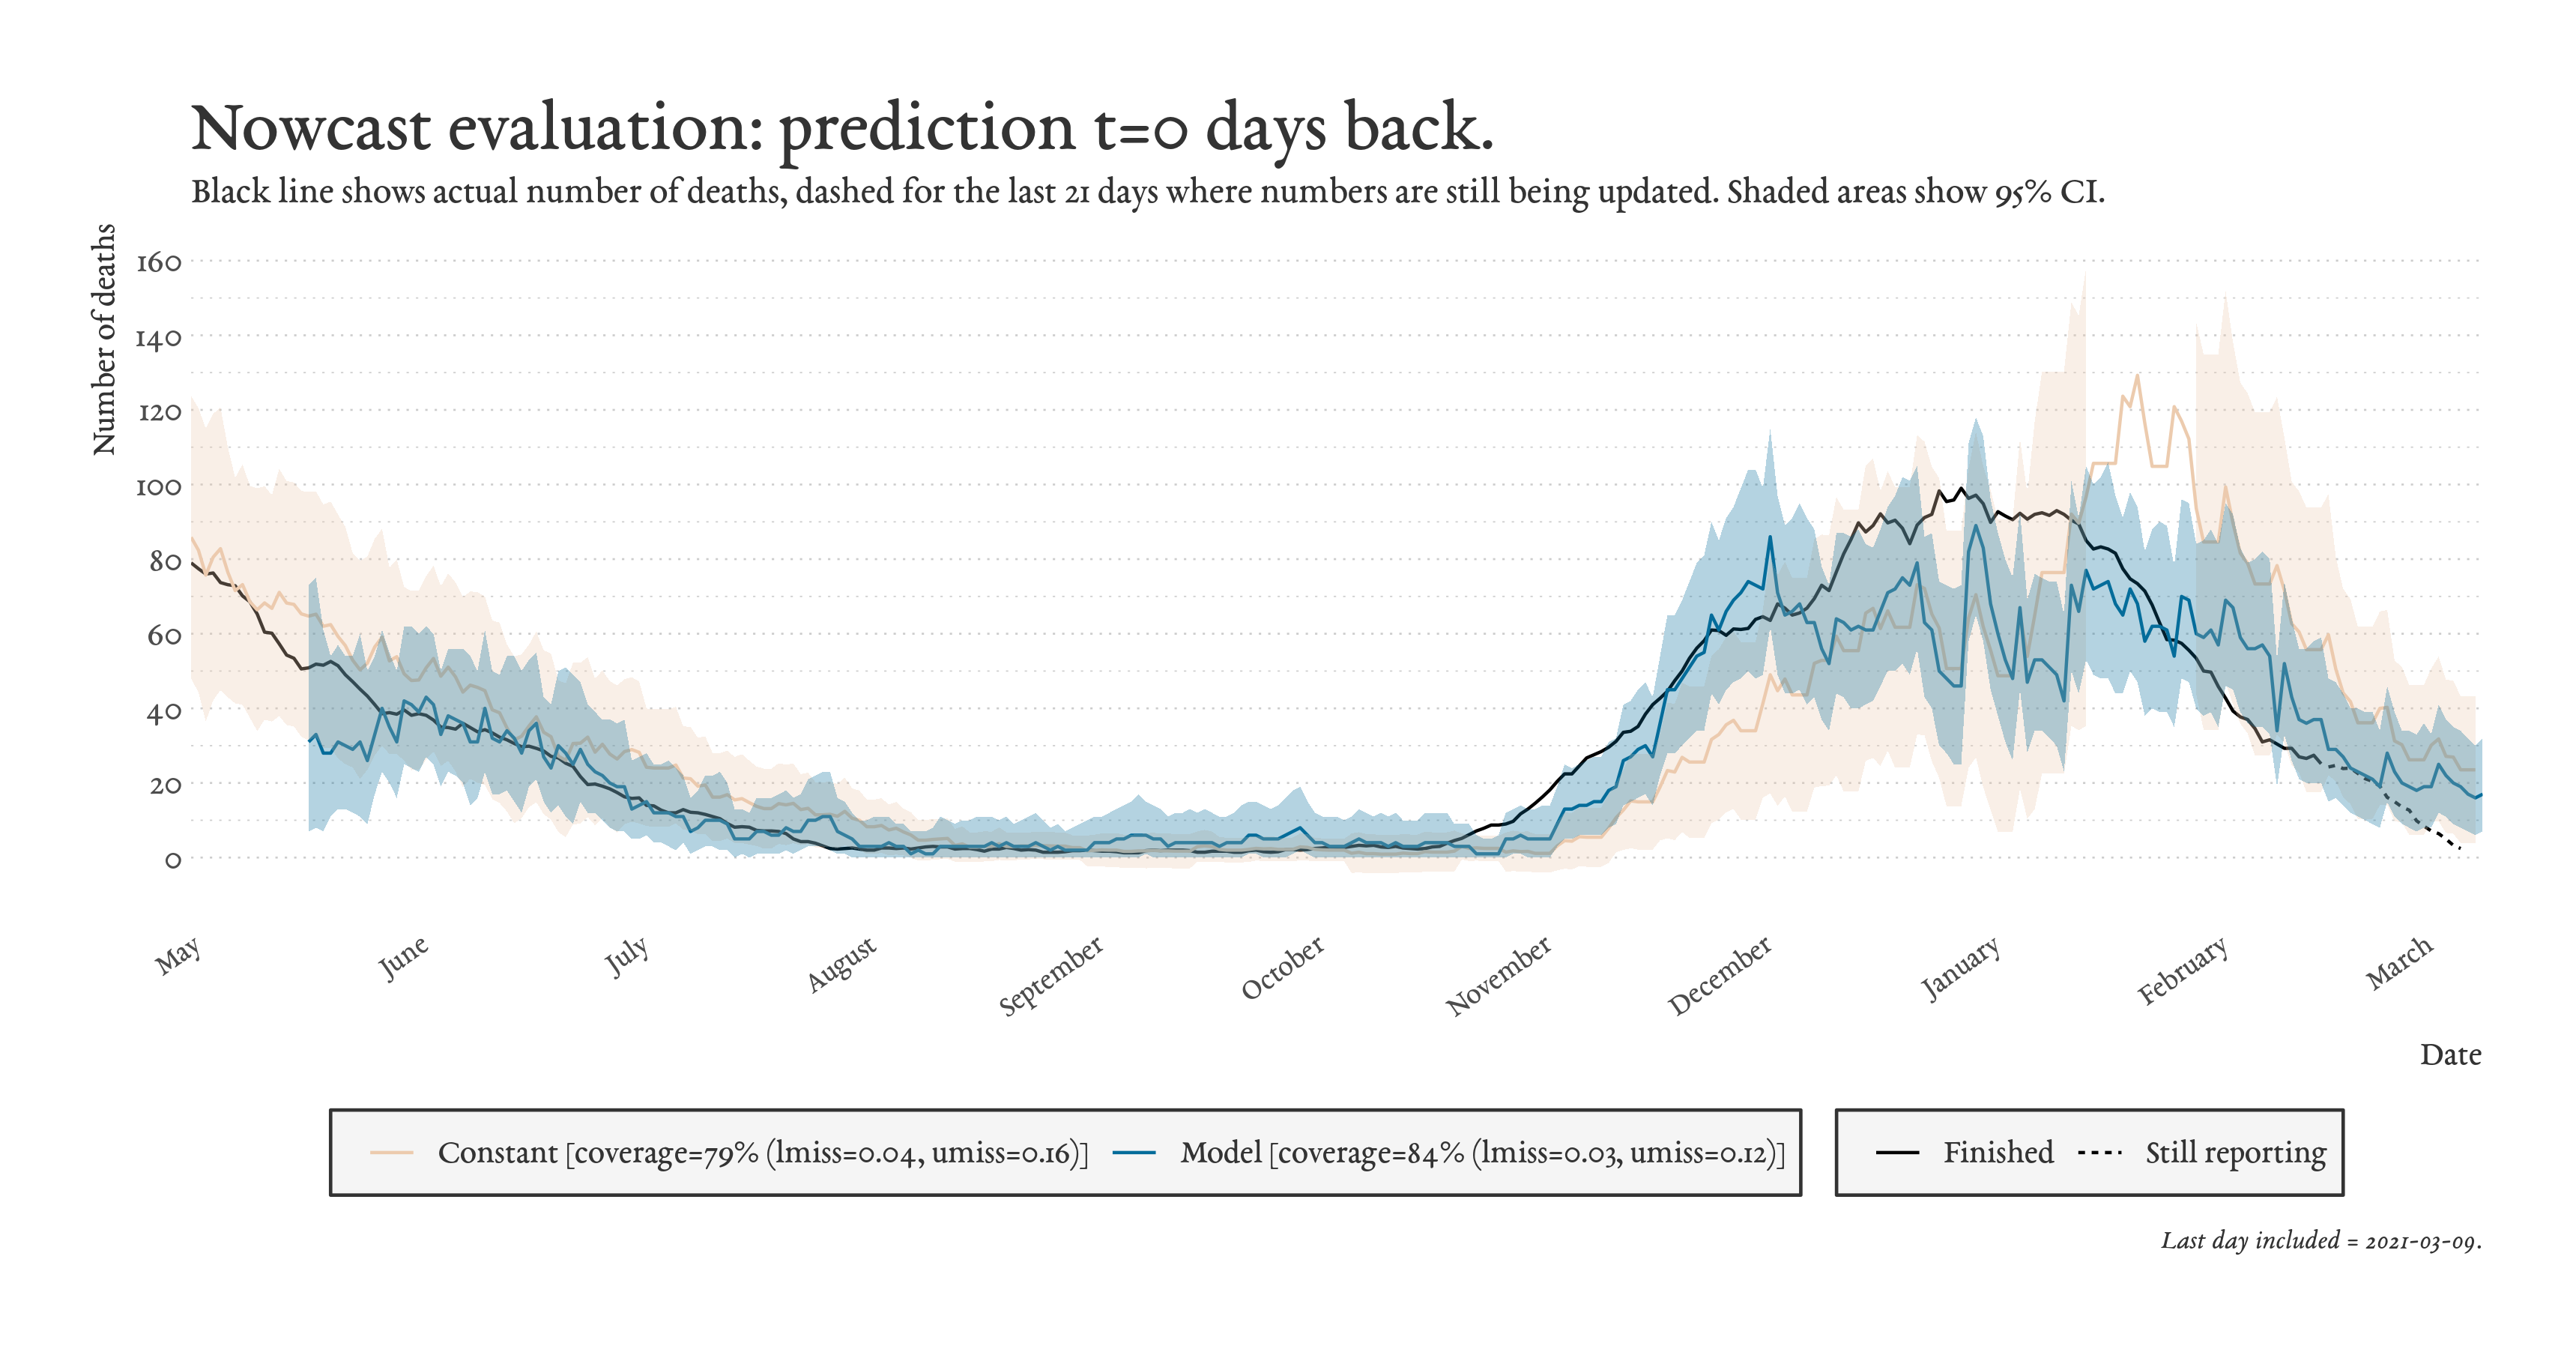 Nowcast evaluation: prediction t=0 days back.
Black line shows actual number of deaths, dashed for the last 21 days where numbers are still being updated. Shaded areas show 95% CI.
Number of deaths
160
140
120
100
80
60
40
20
0
May June July August September October November December January February March
Date
Constant [coverage=79% (lmiss=0.04, umiss=0.16)] Model [coverage=84% (lmiss=0.03, umiss=0.12)] Finished Still reporting
Last day included = 2021-03-09.